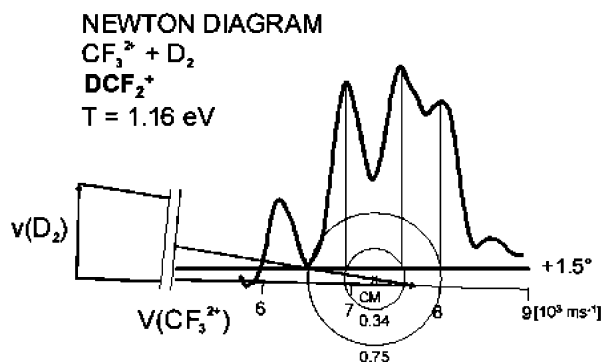 NEWTON DIAGRAM
CF₃²⁺ + D₂
DCF₂⁺
T = 1.16 eV
v(D₂)
+1.5°
V(CF₃²⁺)
6 7 CM 8 9 [10³ ms⁻¹]
0.34
0.75